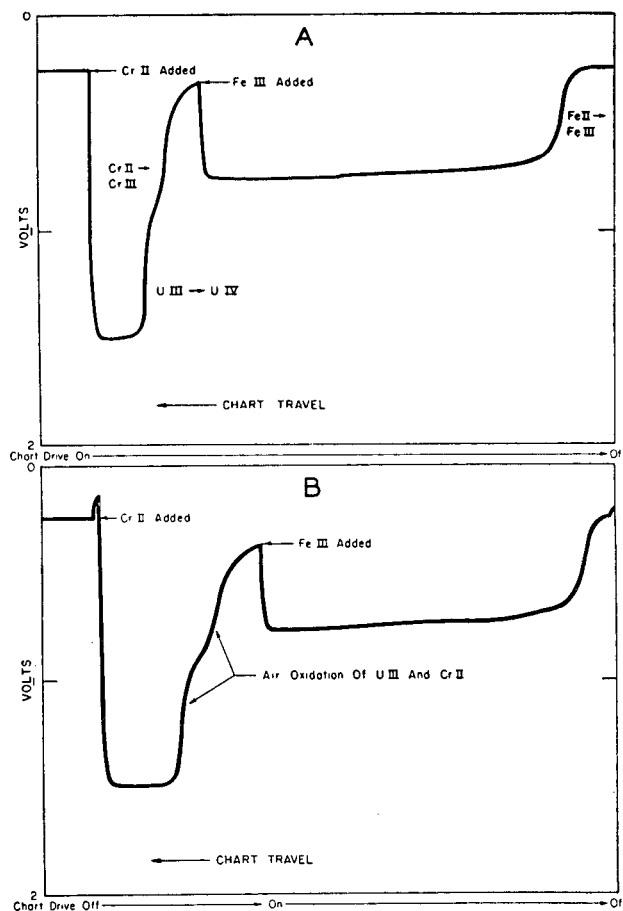 0
A
Cr II Added
Fe III Added
Fe II →
Fe III
Cr II →
Cr III
1
VOLTS
U III → U IV
← CHART TRAVEL
2
Chart Drive On → Of
0
B
Cr II Added
Fe III Added
Air Oxidation Of U III And Cr II
1
VOLTS
← CHART TRAVEL
2
Chart Drive Off → On → Of